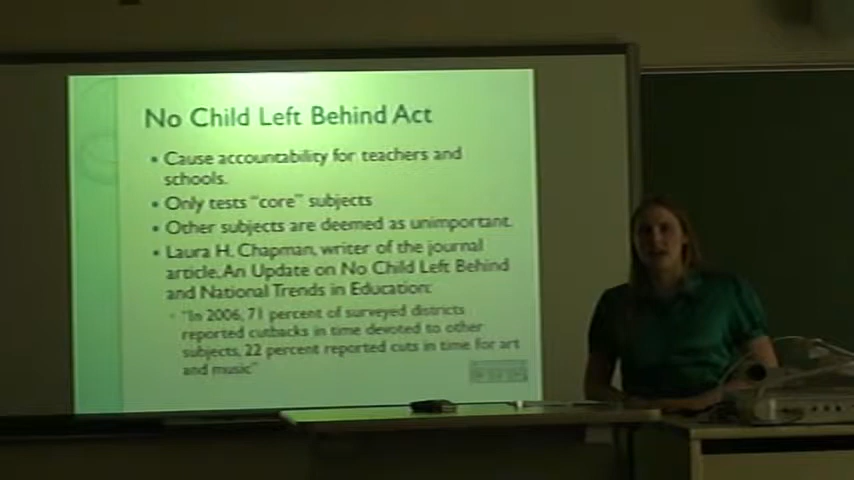 No Child Left Behind Act
• Cause accountability for teachers and
schools.
• Only tests "core" subjects
• Other subjects are deemed as unimportant.
• Laura H. Chapman, writer of the journal
article, An Update on No Child Left Behind
and National Trends in Education:
◦ "In 2006, 71 percent of surveyed districts
reported cutbacks in time devoted to other
subjects, 22 percent reported cuts in time for art
and music"